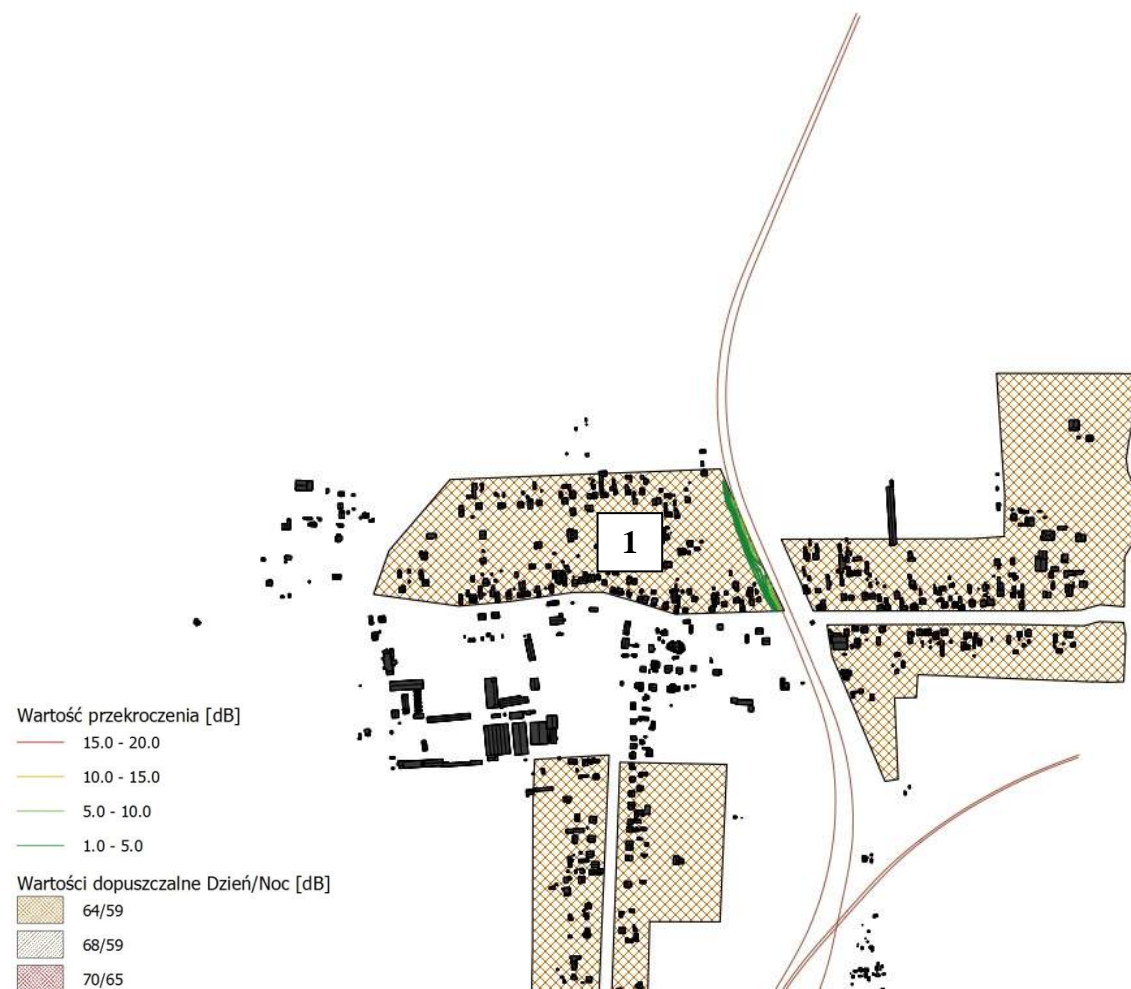 1
Wartość przekroczenia [dB]
15.0 - 20.0
10.0 - 15.0
5.0 - 10.0
1.0 - 5.0
Wartości dopuszczalne Dzień/Noc [dB]
64/59
68/59
70/65